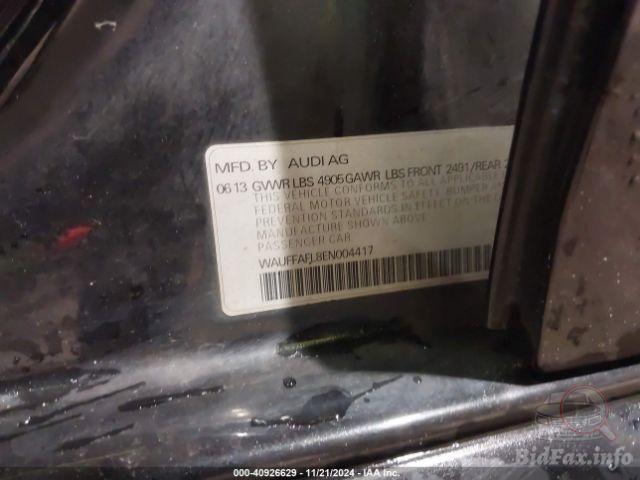 MFD. BY AUDI AG
06 13 GVWR LBS 4905 GAWR LBS FRONT 2491/REAR
THIS VEHICLE CONFORMS TO ALL APPLICABLE
FEDERAL MOTOR VEHICLE SAFETY, BUMPER
PREVENTION STANDARDS IN EFFECT ON THE
MANUFACTURE SHOWN ABOVE
PASSENGER CAR
WAUFFAFL8EN004417
BidFax.info
000-40926629 - 11/21/2024 - IAA Inc.